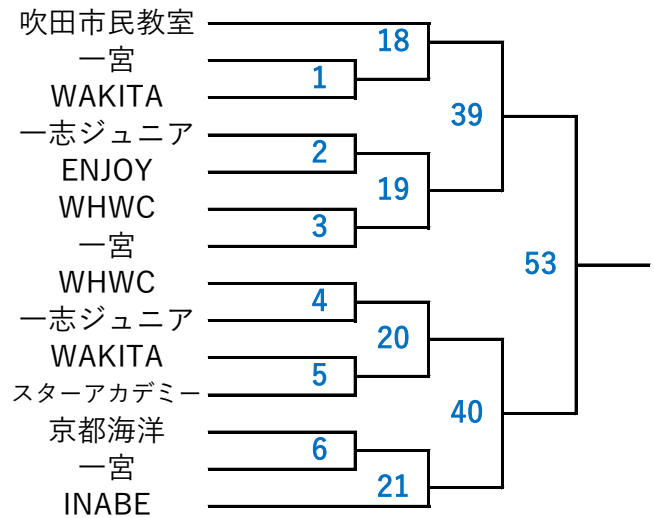 吹田市民教室
18
一宮
1
WAKITA
39
一志ジュニア
2
ENJOY
19
WHWC
3
一宮
53
WHWC
4
一志ジュニア
20
WAKITA
5
スターアカデミー
40
京都海洋
6
一宮
21
INABE